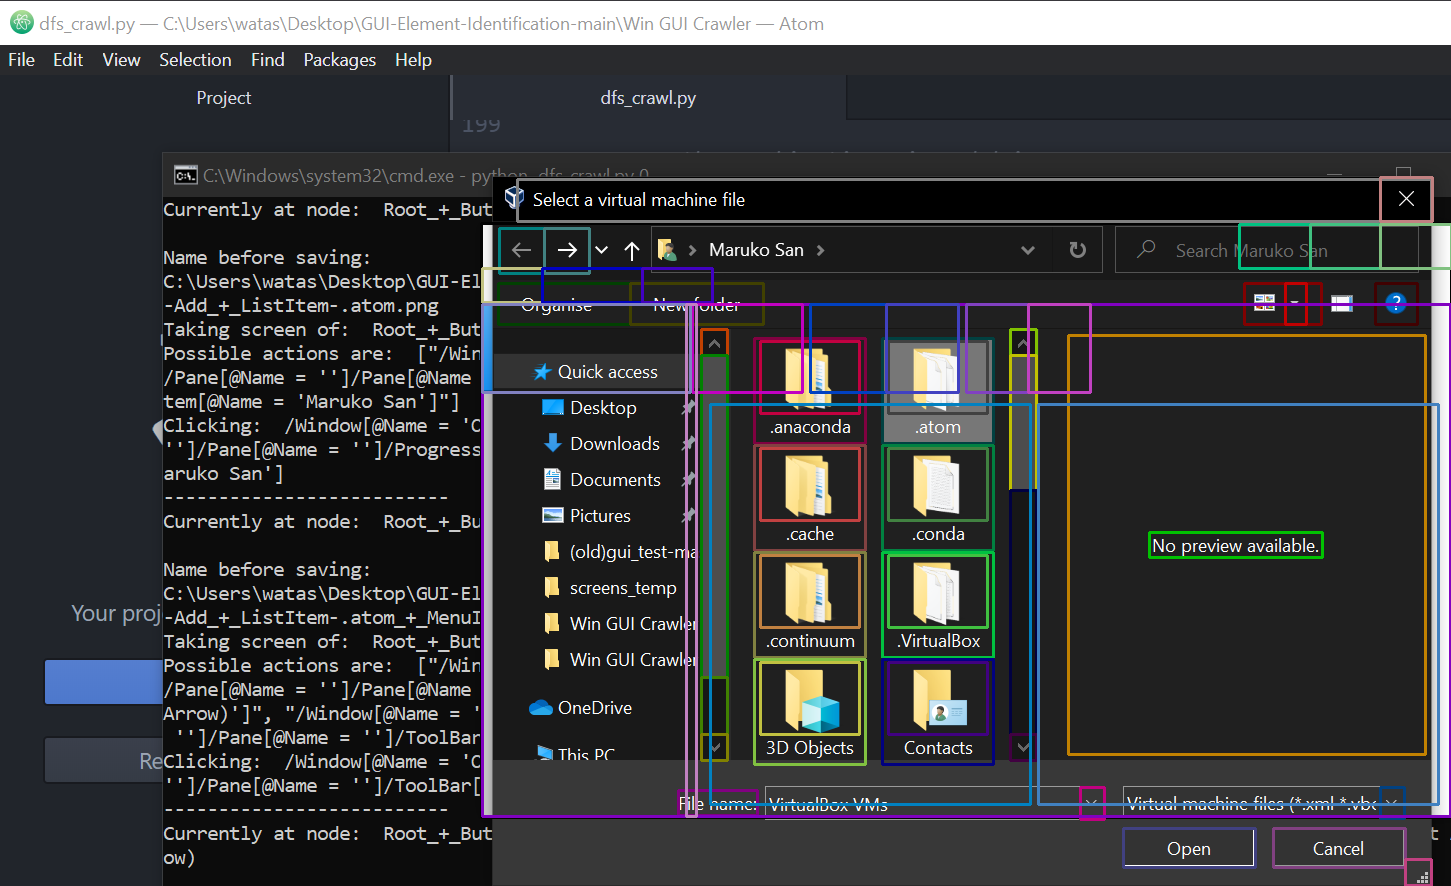 dfs_crawl.py — C:\Users\watas\Desktop\GUI-Element-Identification-main\Win GUI Crawler — Atom
File Edit View Selection Find Packages Help
Project
dfs_crawl.py
199
C:\Windows\system32\cmd.exe - python dfs_crawl.py 0
Currently at node:  Root_+_But
Name before saving:
C:\Users\watas\Desktop\GUI-El
-Add_+_ListItem-.atom.png
Taking screen of:  Root_+_But
Possible actions are:  ["/Win
/Pane[@Name = '']/Pane[@Name
tem[@Name = 'Maruko San']"]
Clicking:  /Window[@Name = 'O
'']/Pane[@Name = '']/Progress
aruko San']
--------------------------
Currently at node:  Root_+_But
Name before saving:
C:\Users\watas\Desktop\GUI-El
-Add_+_ListItem-.atom_+_MenuI
Taking screen of:  Root_+_But
Possible actions are:  ["/Win
/Pane[@Name = '']/Pane[@Name
Arrow)']", "/Window[@Name = '
 '']/Pane[@Name = '']/ToolBar
Clicking:  /Window[@Name = '
'']/Pane[@Name = '']/ToolBar[
--------------------------
Currently at node:  Root_+_But
ow)
Your proj
Re
Select a virtual machine file
Maruko San
Search Maruko San
Organise
New folder
Quick access
Desktop
Downloads
Documents
Pictures
(old)gui_test-ma
screens_temp
Win GUI Crawler
Win GUI Crawler
OneDrive
This PC
.anaconda
.atom
.cache
.conda
.continuum
.VirtualBox
3D Objects
Contacts
No preview available.
File name:
VirtualBox VMs
Virtual machine files (*.xml *.vbo
Open
Cancel